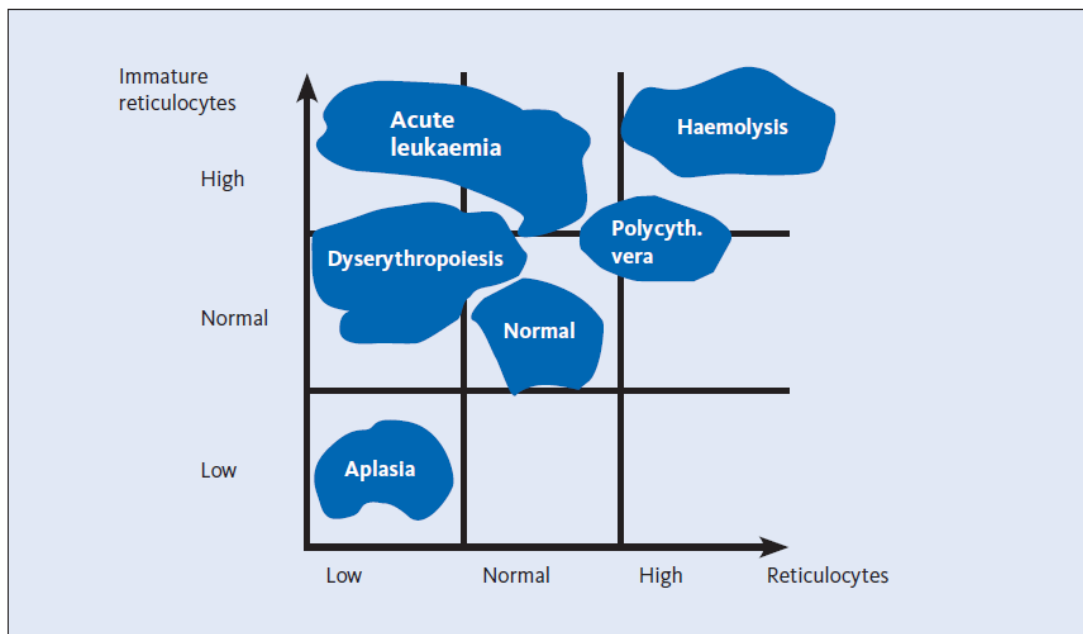 Immature
reticulocytes
Acute
leukaemia
Haemolysis
High
Polycyth.
vera
Dyserythropoiesis
Normal
Normal
Low
Aplasia
Low
Normal
High
Reticulocytes